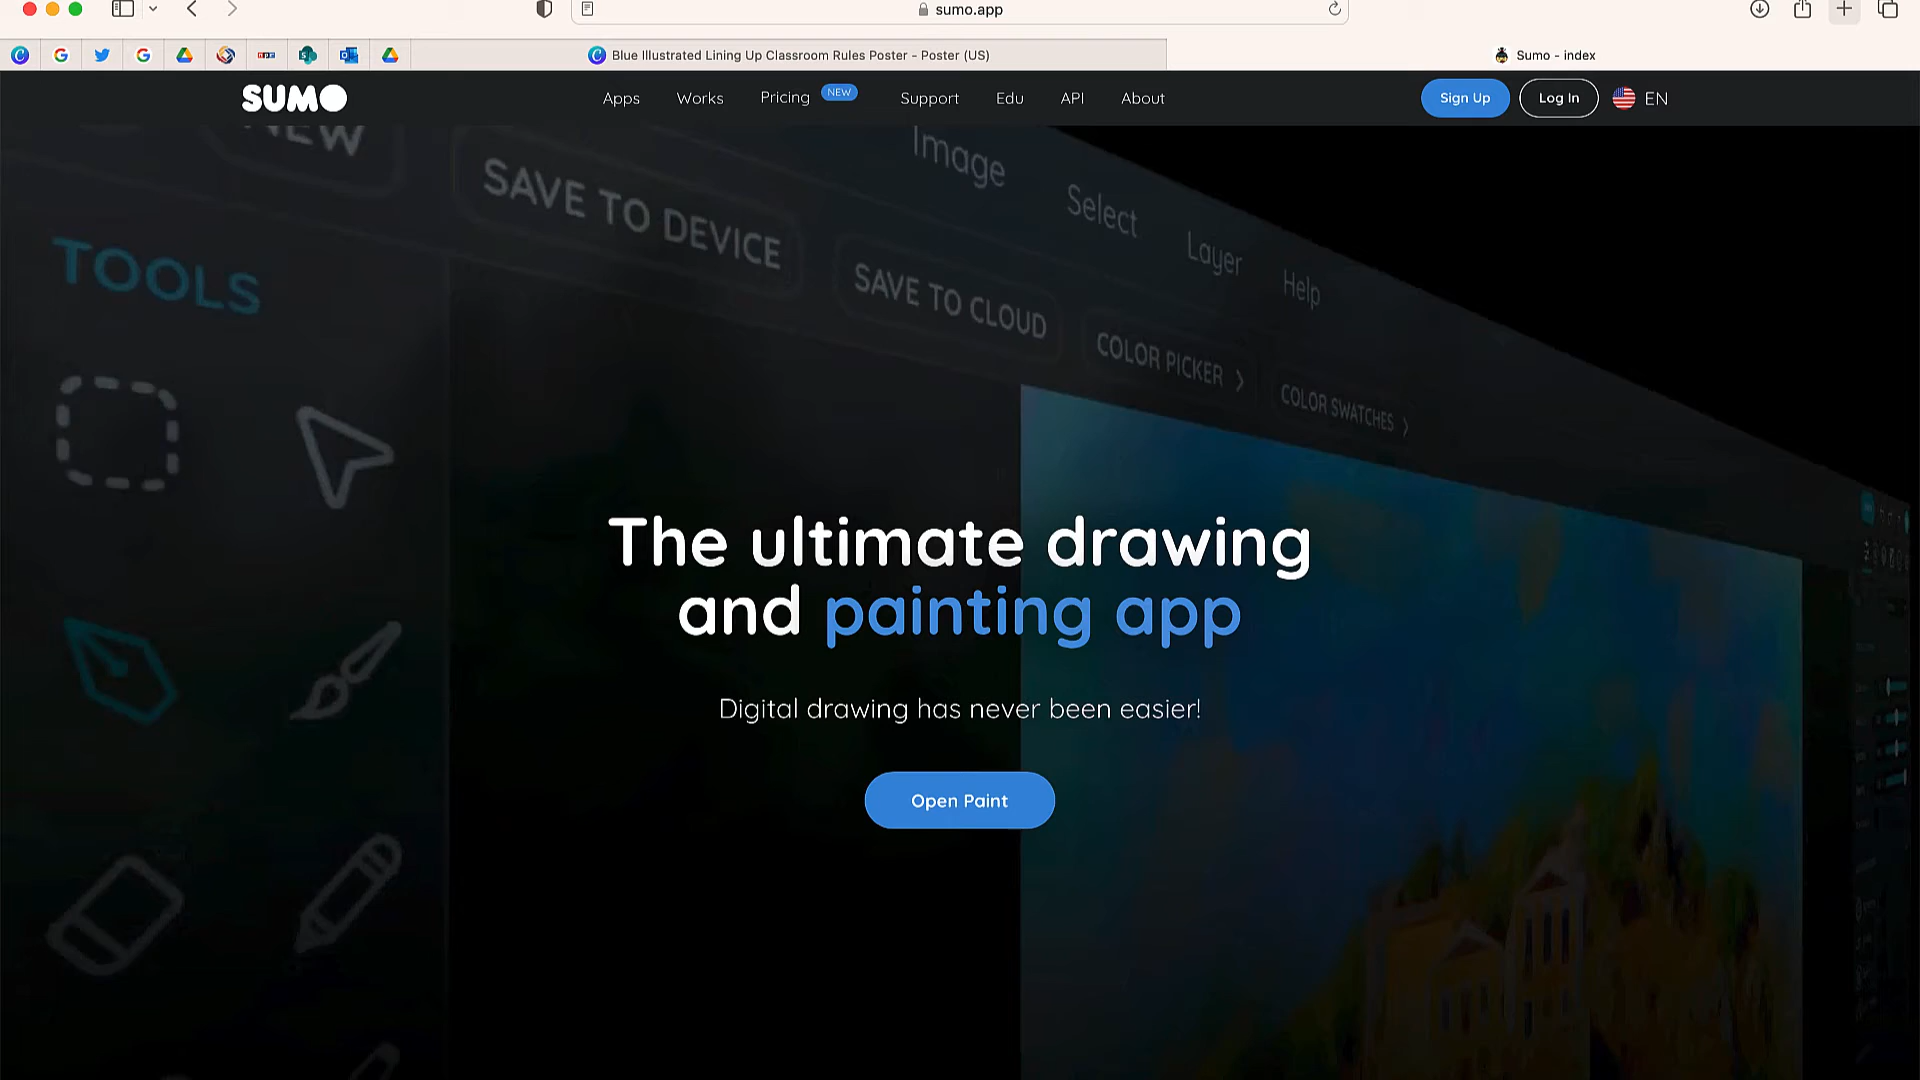 sumo.app
Blue Illustrated Lining Up Classroom Rules Poster – Poster (US)
Sumo - index
SUMO
Apps
Works
Pricing
NEW
Support
Edu
API
About
Sign Up
Log In
EN
NEW
SAVE TO DEVICE
SAVE TO CLOUD
COLOR PICKER >
COLOR SWATCHES >
Image
Select
Layer
Help
TOOLS
The ultimate drawing
and painting app
Digital drawing has never been easier!
Open Paint